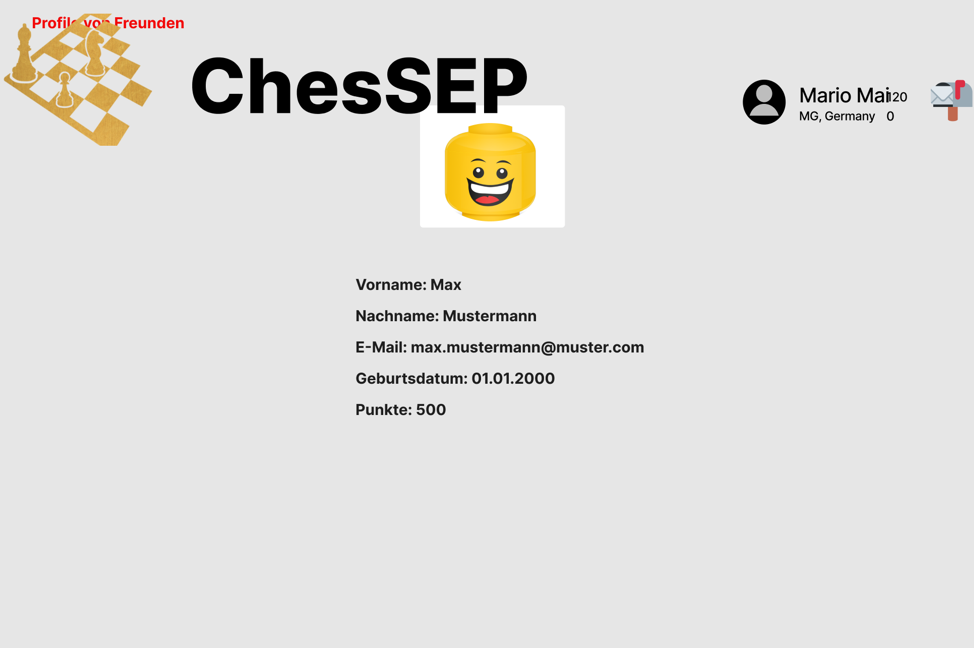 Profile von Freunden
ChesSEP
Mario Mai 120
MG, Germany 0
Vorname: Max
Nachname: Mustermann
E-Mail: max.mustermann@muster.com
Geburtsdatum: 01.01.2000
Punkte: 500